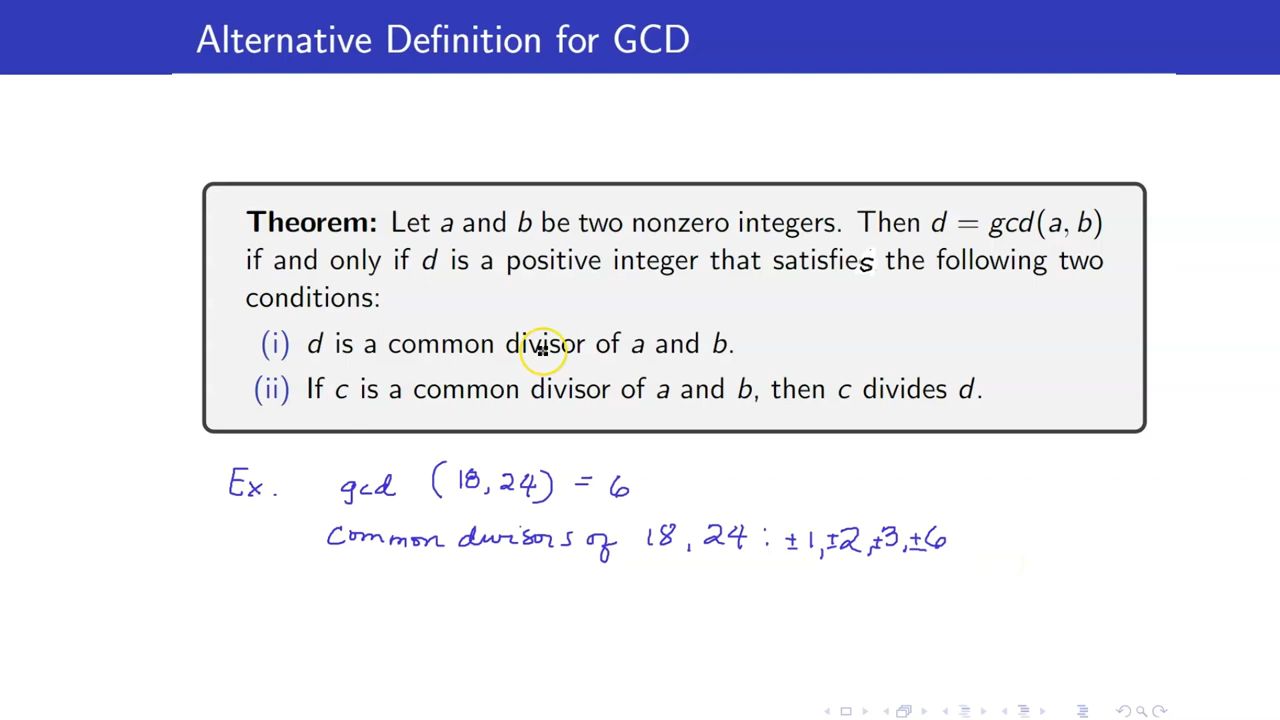 Alternative Definition for GCD
Theorem: Let a and b be two nonzero integers. Then d = gcd(a, b)
if and only if d is a positive integer that satisfies the following two
conditions:
(i) d is a common divisor of a and b.
(ii) If c is a common divisor of a and b, then c divides d.
Ex. gcd (18, 24) = 6
Common divisors of 18, 24 : ±1, ±2, ±3, ±6